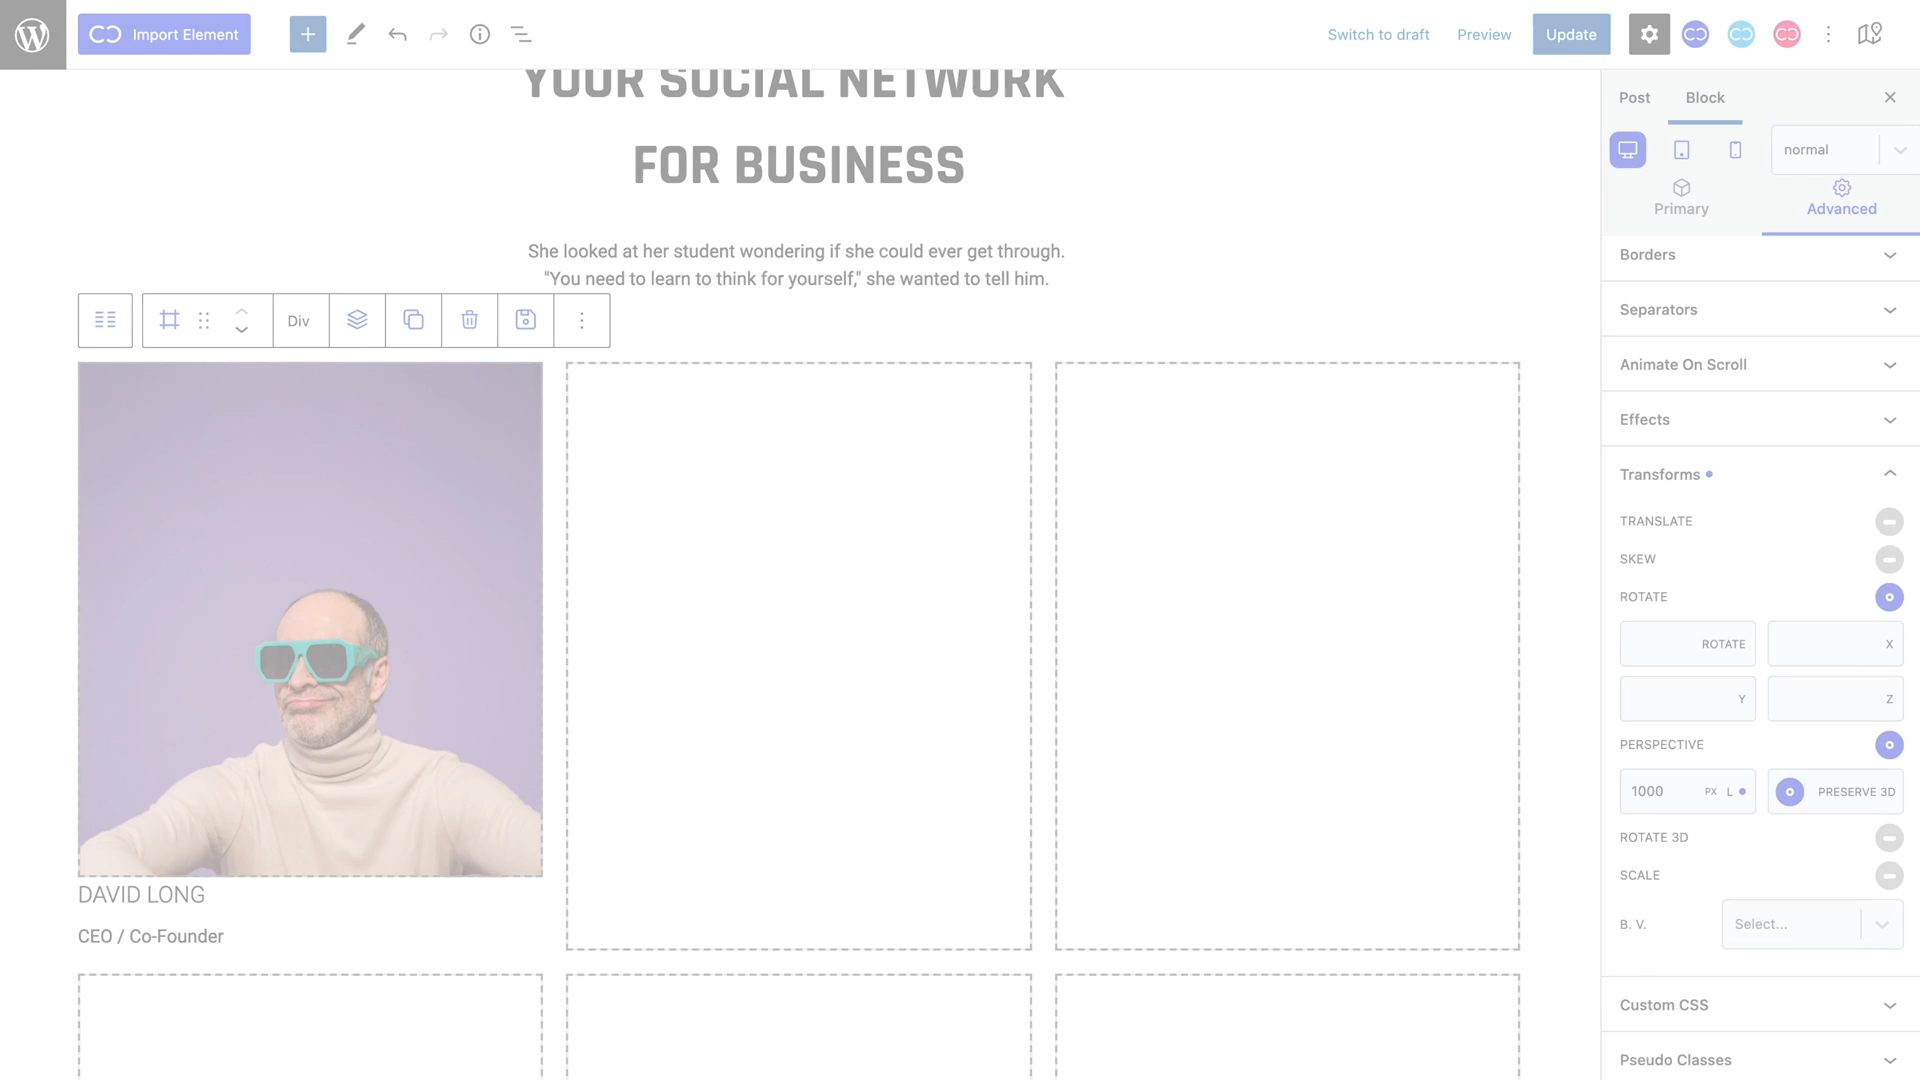 Import Element
Switch to draft
Preview
Update
YOUR SOCIAL NETWORK
FOR BUSINESS
She looked at her student wondering if she could ever get through.
"You need to learn to think for yourself," she wanted to tell him.
Div
DAVID LONG
CEO / Co-Founder
Post
Block
normal
Primary
Advanced
Borders
Separators
Animate On Scroll
Effects
Transforms
TRANSLATE
SKEW
ROTATE
ROTATE
X
Y
Z
PERSPECTIVE
1000
PX
L
PRESERVE 3D
ROTATE 3D
SCALE
B. V.
Select...
Custom CSS
Pseudo Classes